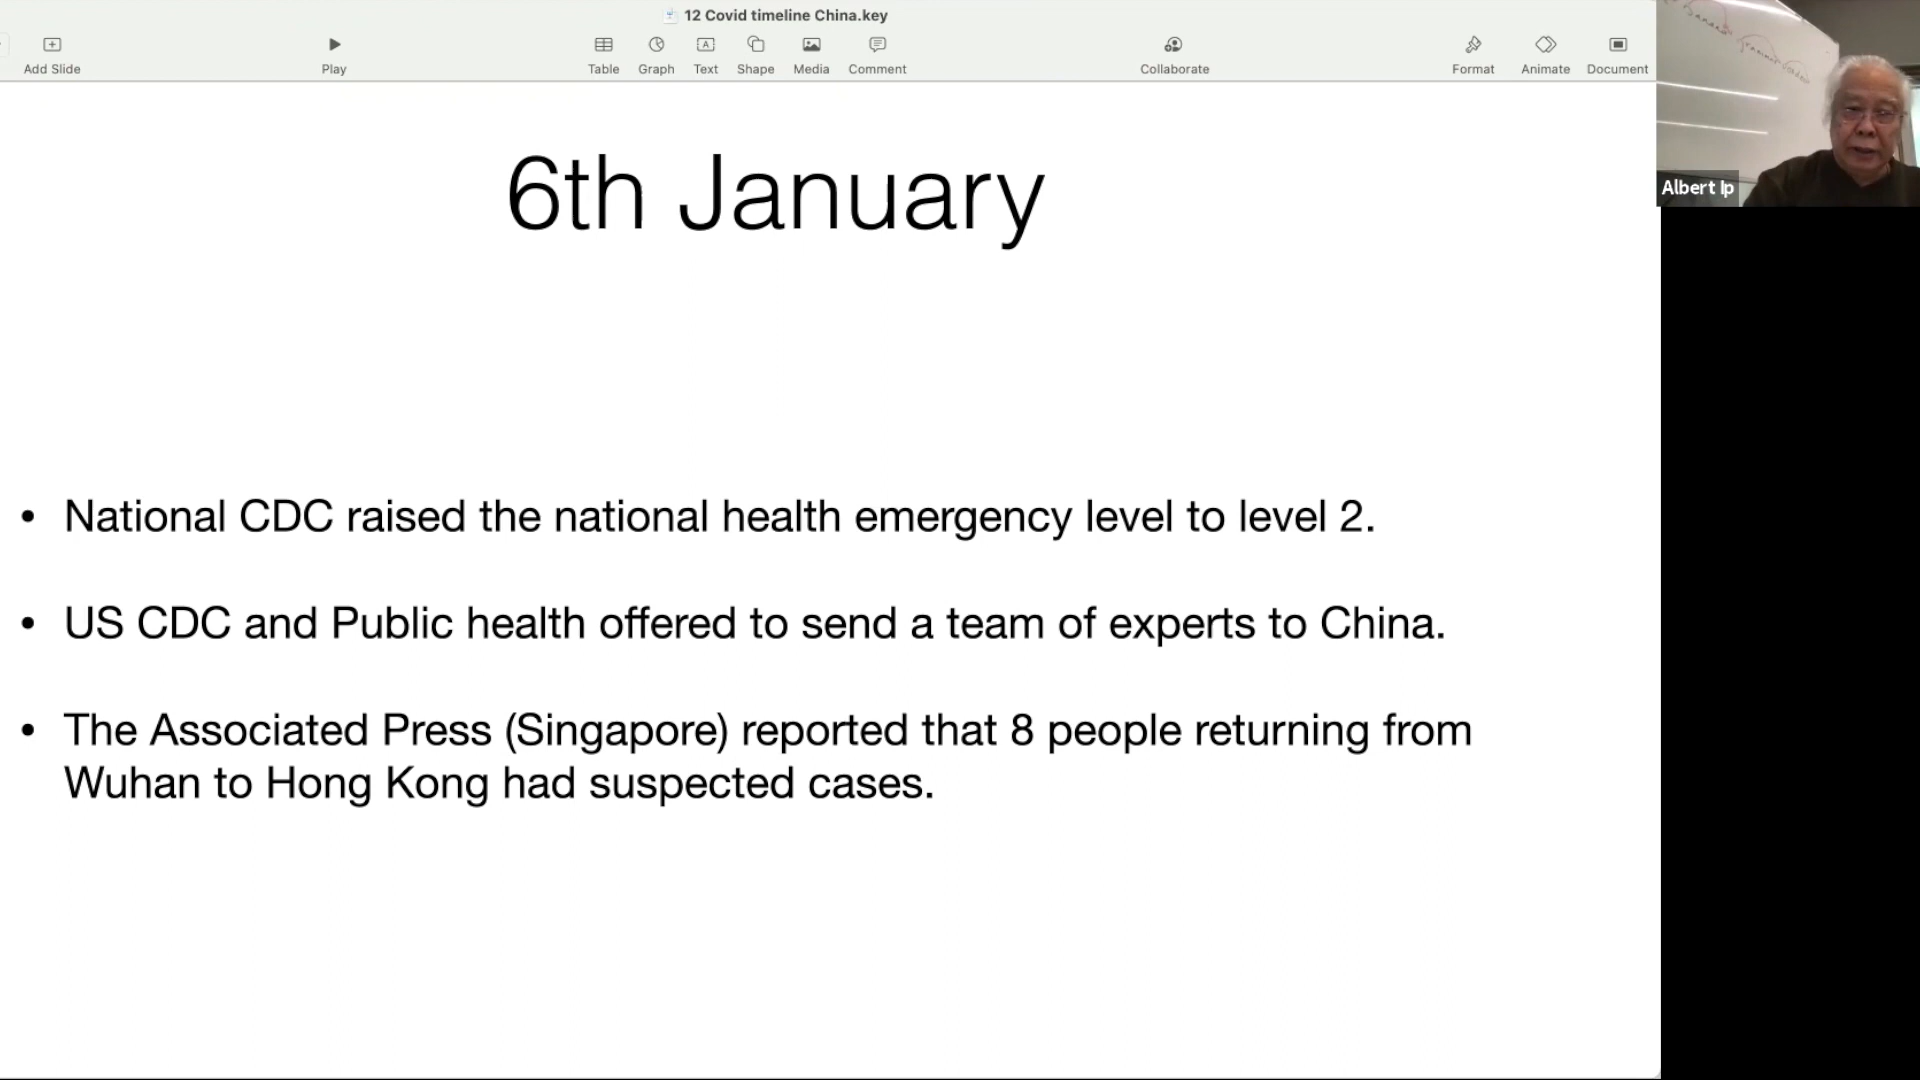 12 Covid timeline China.key
Add Slide
Play
Table
Graph
Text
Shape
Media
Comment
Collaborate
Format
Animate
Document
Albert Ip
6th January
• National CDC raised the national health emergency level to level 2.
• US CDC and Public health offered to send a team of experts to China.
• The Associated Press (Singapore) reported that 8 people returning from
Wuhan to Hong Kong had suspected cases.